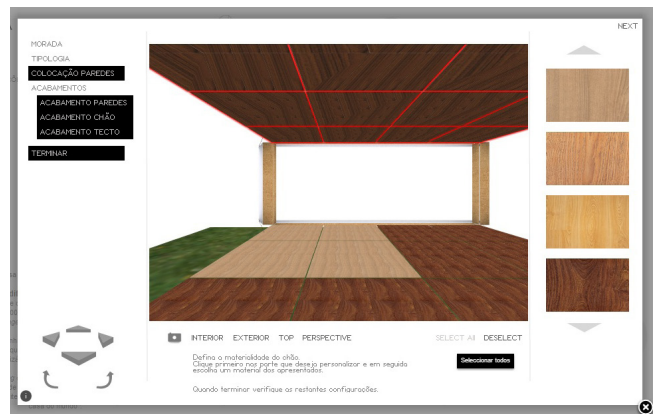 NEXT
MORADA
TIPOLOGIA
COLOCAÇÃO PAREDES
ACABAMENTOS
ACABAMENTO PAREDES
ACABAMENTO CHÃO
ACABAMENTO TECTO
TERMINAR
INTERIOR EXTERIOR TOP PERSPECTIVE
SELECT All DESELECT
Defina a materialidade do chão.
Clique primeiro nas parte que deseja personalizar e em seguida
escolha um material dos apresentados.
Seleccionar todos
Quando terminar verifique as restantes configurações.